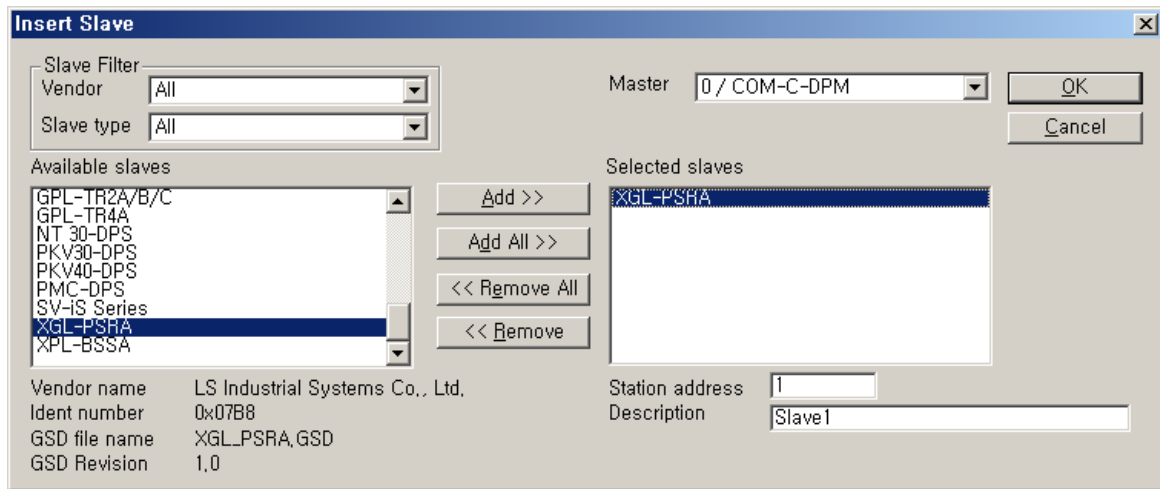 Insert Slave
Slave Filter
Vendor All
Slave type All
Master 0 / COM-C-DPM
OK
Cancel
Available slaves
GPL-TR2A/B/C
GPL-TR4A
NT 30-DPS
PKV30-DPS
PKV40-DPS
PMC-DPS
SV-iS Series
XGL-PSRA
XPL-BSSA
Add >>
Add All >>
<< Remove All
<< Remove
Selected slaves
XGL-PSRA
Vendor name LS Industrial Systems Co., Ltd.
Ident number 0x07B8
GSD file name XGL_PSRA.GSD
GSD Revision 1.0
Station address 1
Description Slave1